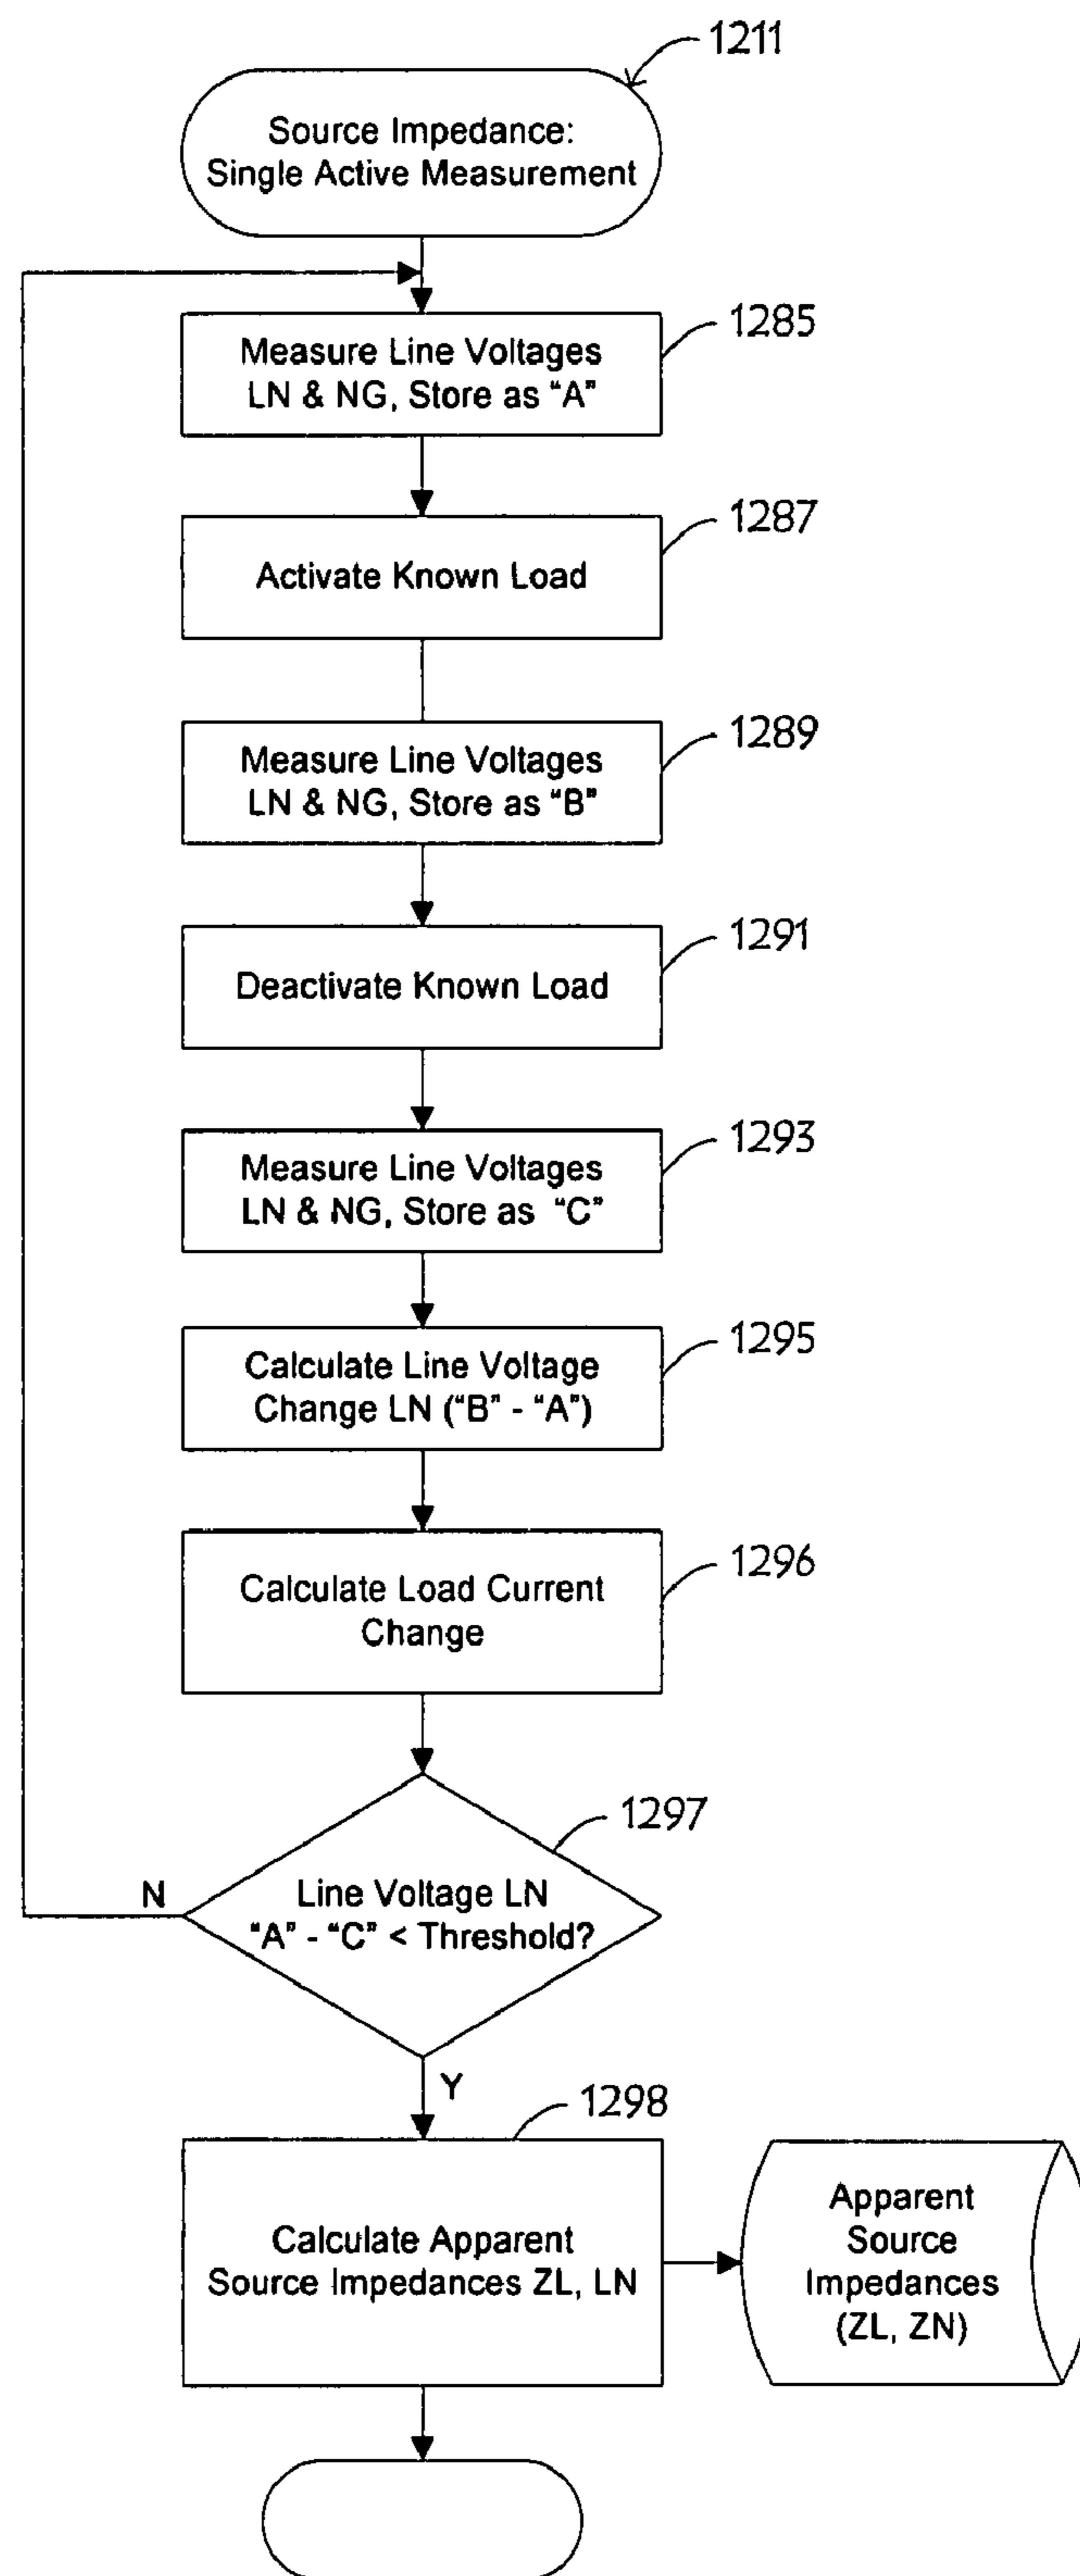 1211
Source Impedance:
Single Active Measurement
1285
Measure Line Voltages
LN & NG, Store as "A"
1287
Activate Known Load
1289
Measure Line Voltages
LN & NG, Store as "B"
1291
Deactivate Known Load
1293
Measure Line Voltages
LN & NG, Store as "C"
1295
Calculate Line Voltage
Change LN ("B" - "A")
1296
Calculate Load Current
Change
1297
N
Line Voltage LN
"A" - "C" < Threshold?
Y
1298
Calculate Apparent
Source Impedances ZL, LN
Apparent
Source
Impedances
(ZL, ZN)